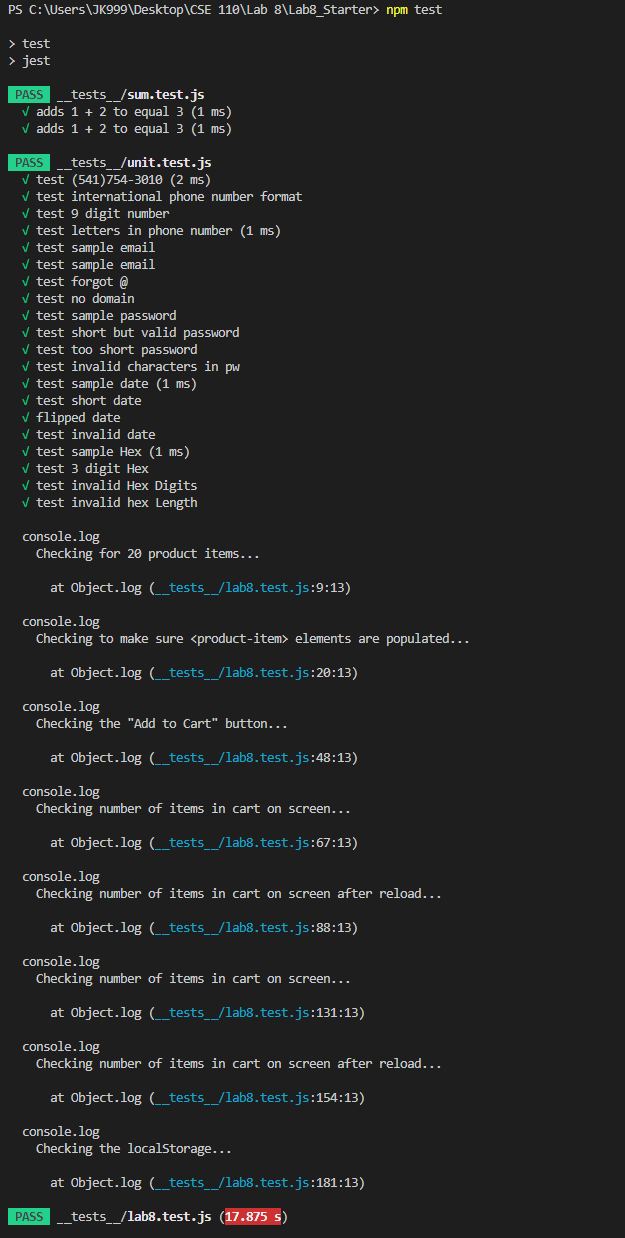 PS C:\Users\JK999\Desktop\CSE 110\Lab 8\Lab8_Starter> npm test
> test
> jest
PASS __tests__/sum.test.js
√ adds 1 + 2 to equal 3 (1 ms)
√ adds 1 + 2 to equal 3 (1 ms)
PASS __tests__/unit.test.js
√ test (541)754-3010 (2 ms)
√ test international phone number format
√ test 9 digit number
√ test letters in phone number (1 ms)
√ test sample email
√ test sample email
√ test forgot @
√ test no domain
√ test sample password
√ test short but valid password
√ test too short password
√ test invalid characters in pw
√ test sample date (1 ms)
√ test short date
√ flipped date
√ test invalid date
√ test sample Hex (1 ms)
√ test 3 digit Hex
√ test invalid Hex Digits
√ test invalid hex Length
console.log
Checking for 20 product items...
at Object.log (__tests__/lab8.test.js:9:13)
console.log
Checking to make sure <product-item> elements are populated...
at Object.log (__tests__/lab8.test.js:20:13)
console.log
Checking the "Add to Cart" button...
at Object.log (__tests__/lab8.test.js:48:13)
console.log
Checking number of items in cart on screen...
at Object.log (__tests__/lab8.test.js:67:13)
console.log
Checking number of items in cart on screen after reload...
at Object.log (__tests__/lab8.test.js:88:13)
console.log
Checking number of items in cart on screen...
at Object.log (__tests__/lab8.test.js:131:13)
console.log
Checking number of items in cart on screen after reload...
at Object.log (__tests__/lab8.test.js:154:13)
console.log
Checking the localStorage...
at Object.log (__tests__/lab8.test.js:181:13)
PASS __tests__/lab8.test.js (17.875 s)